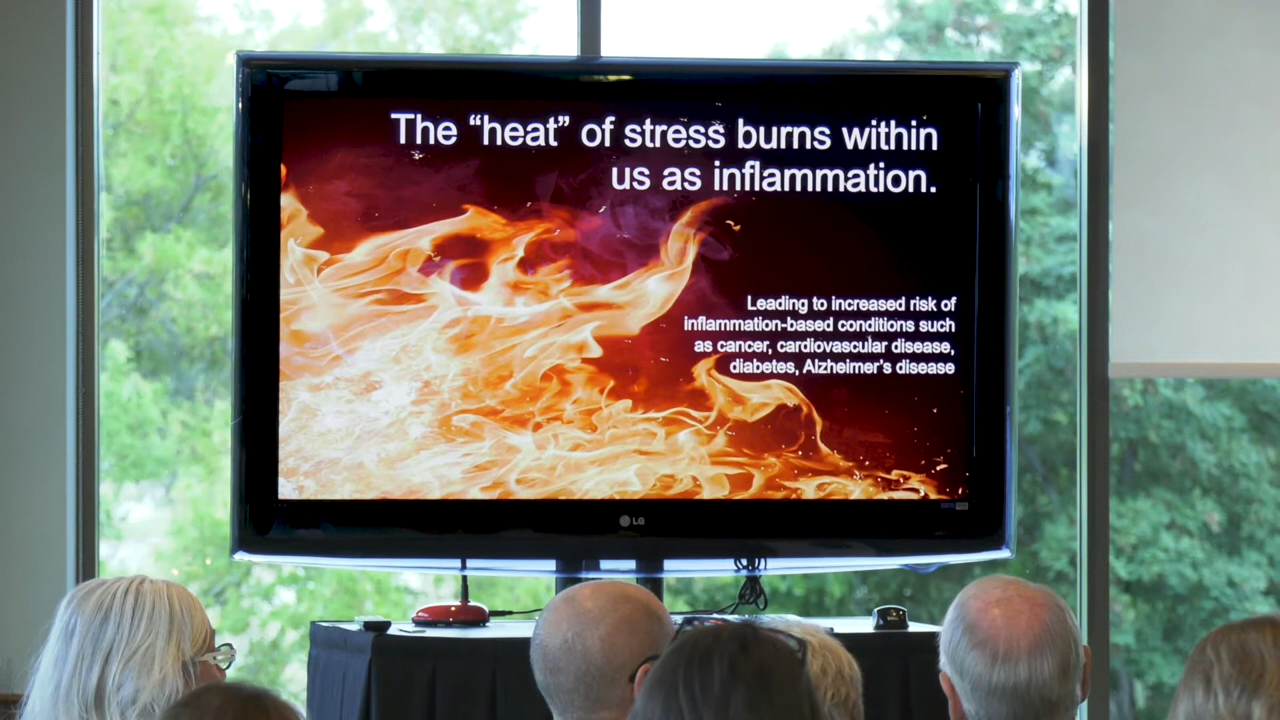 The “heat” of stress burns within
us as inflammation.
Leading to increased risk of
inflammation-based conditions such
as cancer, cardiovascular disease,
diabetes, Alzheimer's disease
LG